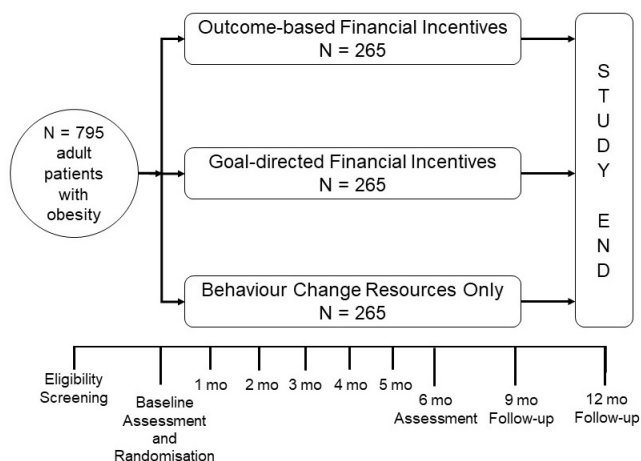 Outcome-based Financial Incentives
N = 265
N = 795
adult
patients
with
obesity
Goal-directed Financial Incentives
N = 265
Behaviour Change Resources Only
N = 265
S
T
U
D
Y
E
N
D
Eligibility
Screening
Baseline
Assessment
and
Randomisation
1 mo
2 mo
3 mo
4 mo
5 mo
6 mo
Assessment
9 mo
Follow-up
12 mo
Follow-up